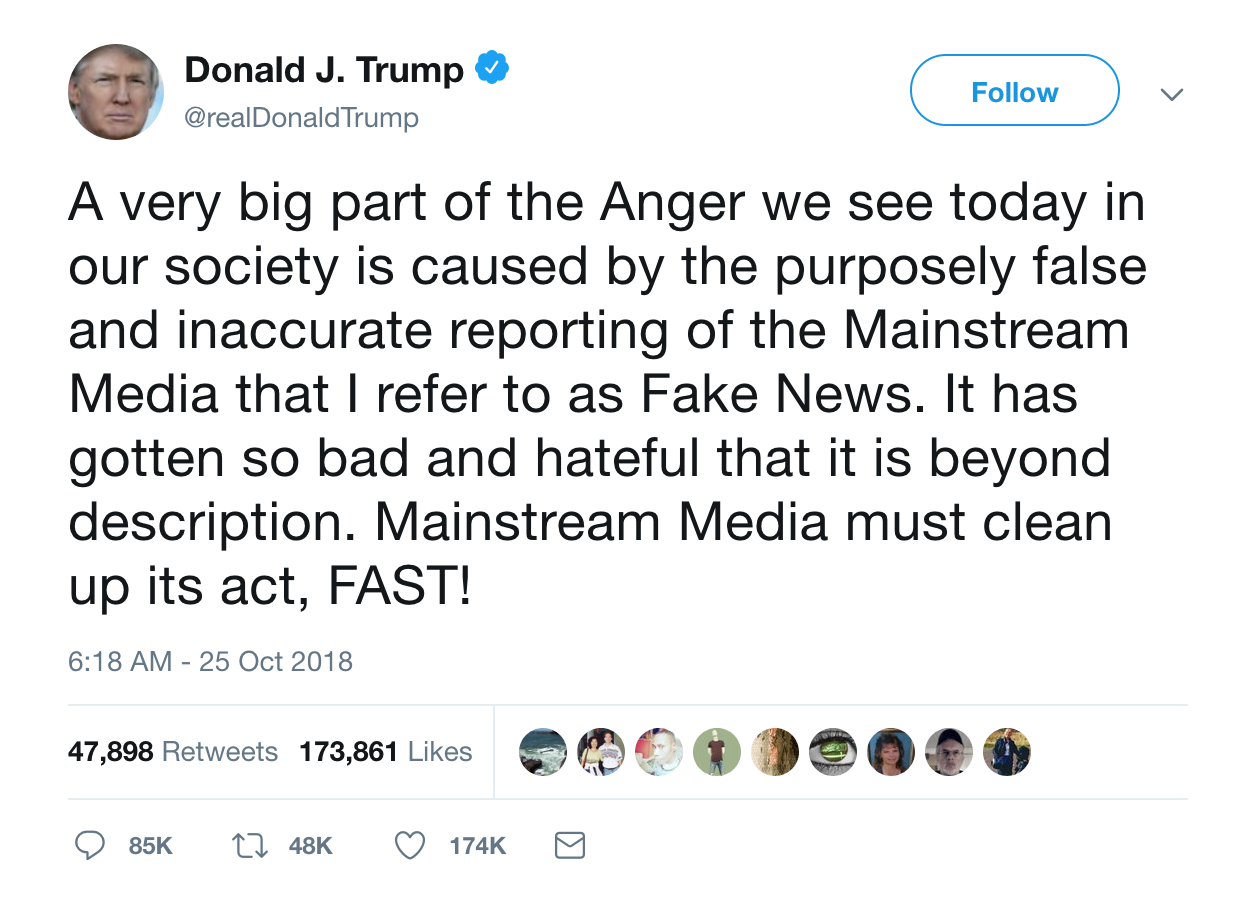 Donald J. Trump
@realDonaldTrump
Follow
A very big part of the Anger we see today in
our society is caused by the purposely false
and inaccurate reporting of the Mainstream
Media that I refer to as Fake News. It has
gotten so bad and hateful that it is beyond
description. Mainstream Media must clean
up its act, FAST!
6:18 AM - 25 Oct 2018
47,898 Retweets 173,861 Likes
85K 48K 174K